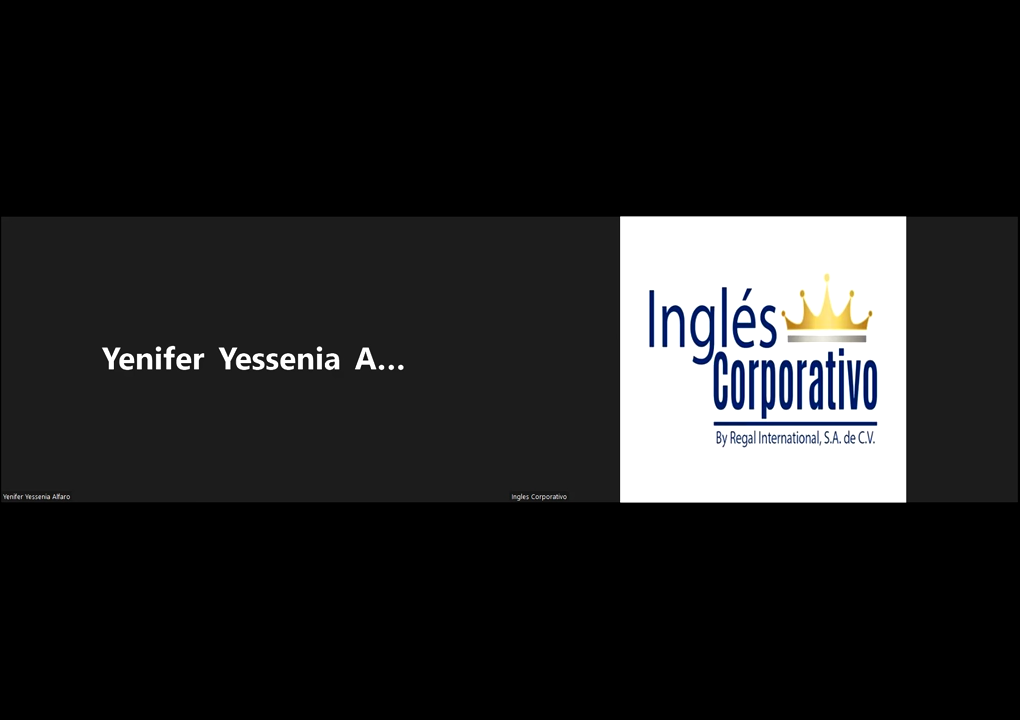 Yenifer Yessenia A...
Yenifer Yessenia Alfaro
Inglés
Corporativo
By Regal International, S.A. de C.V.
Ingles Corporativo